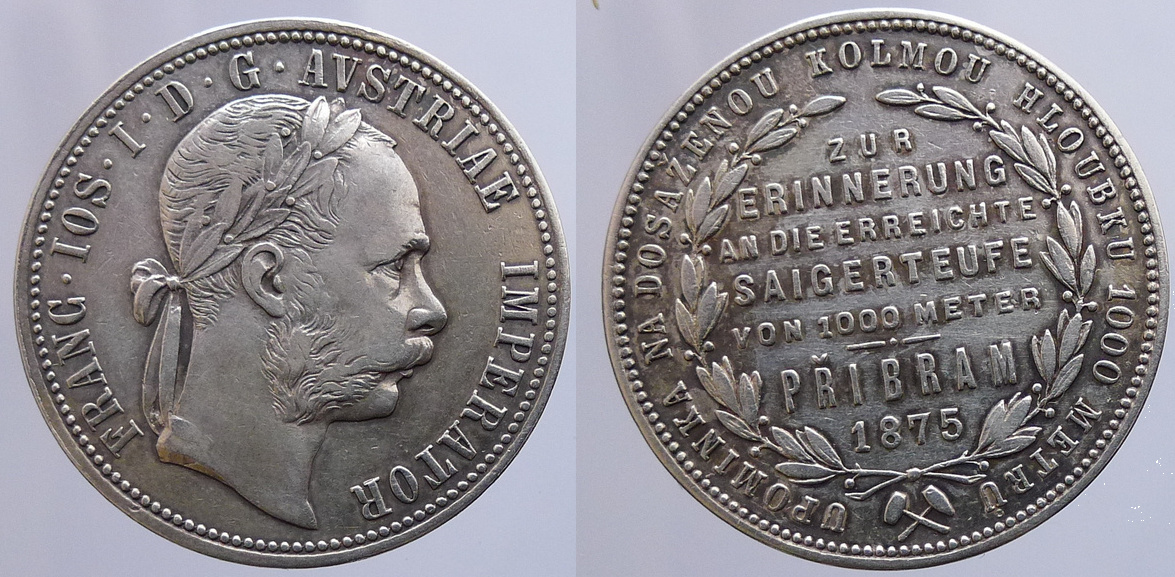 FRANC · IOS · I · D · G · AVSTRIAE IMPERATOR
UPOMINKA NA DOSAŽENOU KOLMOU HLOUBKU 1000 METRŮ
ZUR
ERINNERUNG
AN DIE ERREICHTE
SAIGERTEUFE
VON 1000 METER
PŘIBRAM
1875